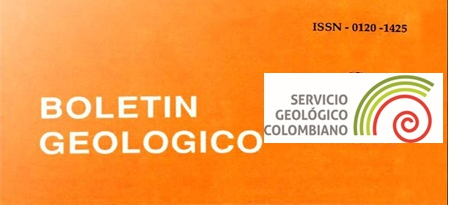 ISSN - 0120 -1425
BOLETIN
GEOLOGICO
SERVICIO
GEOLÓGICO
COLOMBIANO